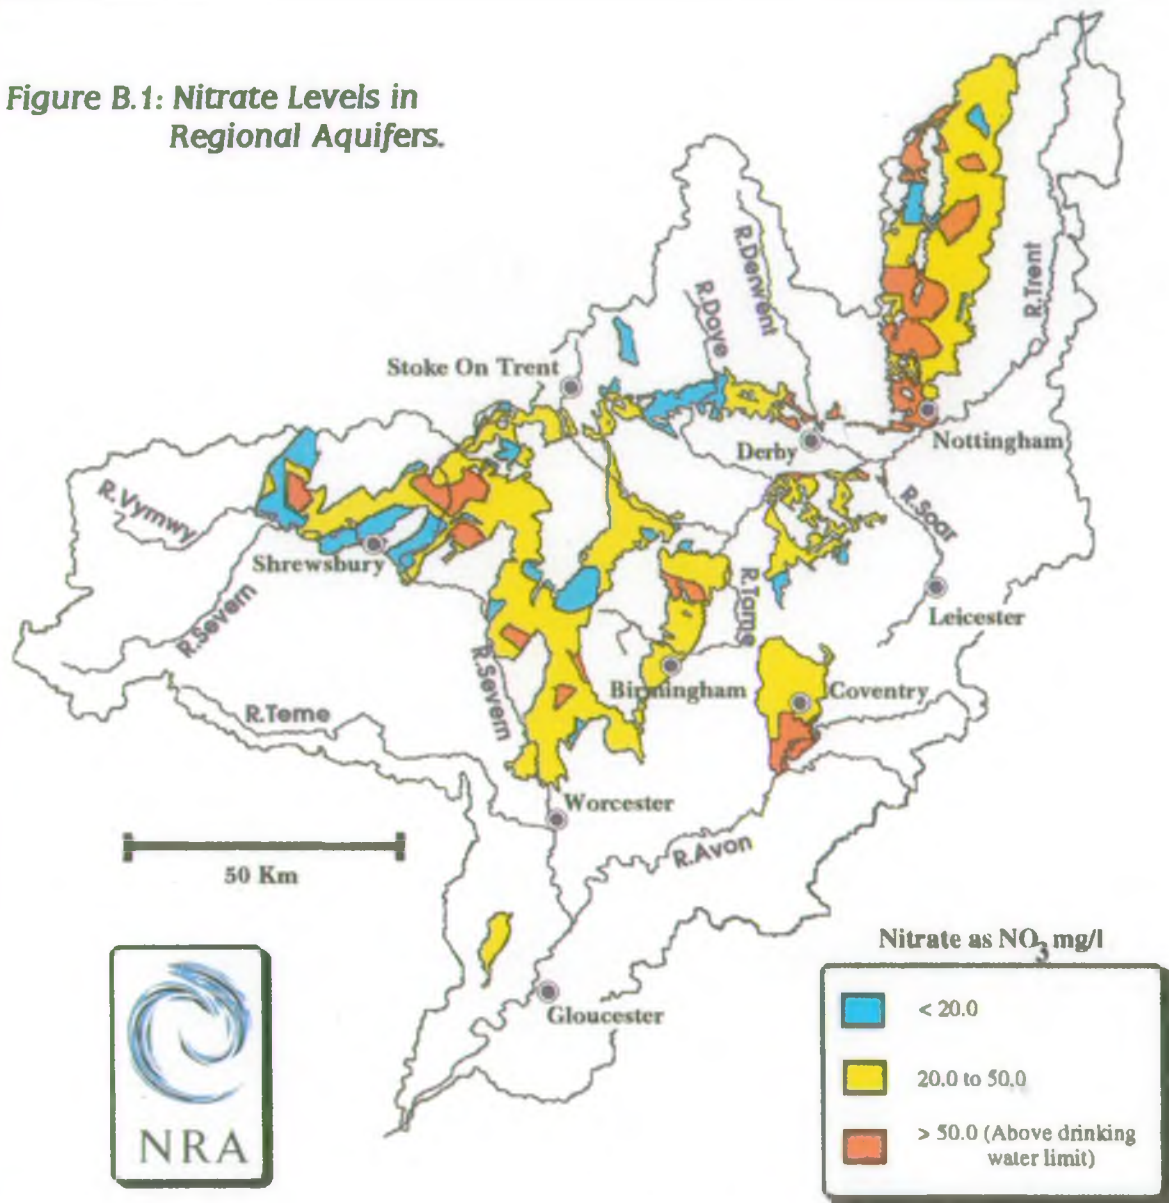 Figure B.1: Nitrate Levels in
Regional Aquifers.
R.Derwent
R.Dove
R.Trent
Stoke On Trent
Nottingham
Derby
R.Vymwy
R.Soar
Shrewsbury
R.Tame
Leicester
R.Severn
R.Severn
Birmingham
Coventry
R.Teme
Worcester
R.Avon
50 Km
Gloucester
NRA
Nitrate as NO3 mg/l
< 20.0
20.0 to 50.0
> 50.0 (Above drinking
water limit)